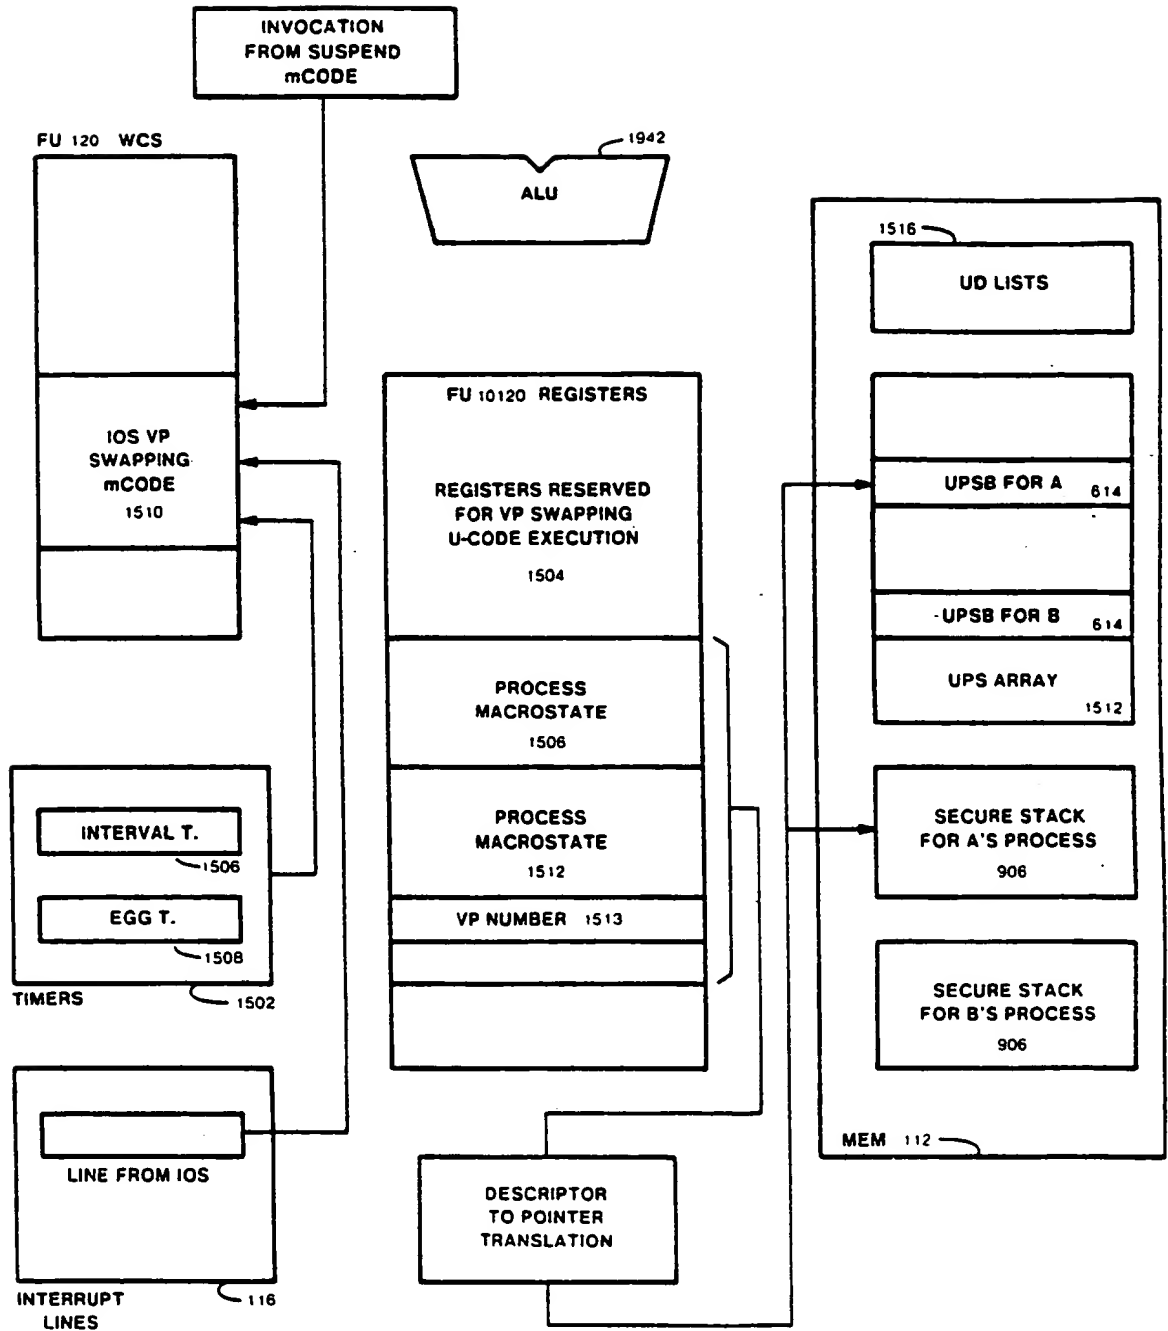 INVOCATION
FROM SUSPEND
mCODE
FU 120 WCS
1942
ALU
1516
UD LISTS
FU 10120 REGISTERS
IOS VP
SWAPPING
mCODE
1510
REGISTERS RESERVED
FOR VP SWAPPING
U-CODE EXECUTION
1504
UPSB FOR A 614
UPSB FOR B 614
UPS ARRAY
1512
PROCESS
MACROSTATE
1506
PROCESS
MACROSTATE
1512
VP NUMBER 1513
INTERVAL T.
1506
EGG T.
1508
TIMERS 1502
SECURE STACK
FOR A'S PROCESS
906
SECURE STACK
FOR B'S PROCESS
906
MEM 112
LINE FROM IOS
INTERRUPT
LINES
116
DESCRIPTOR
TO POINTER
TRANSLATION